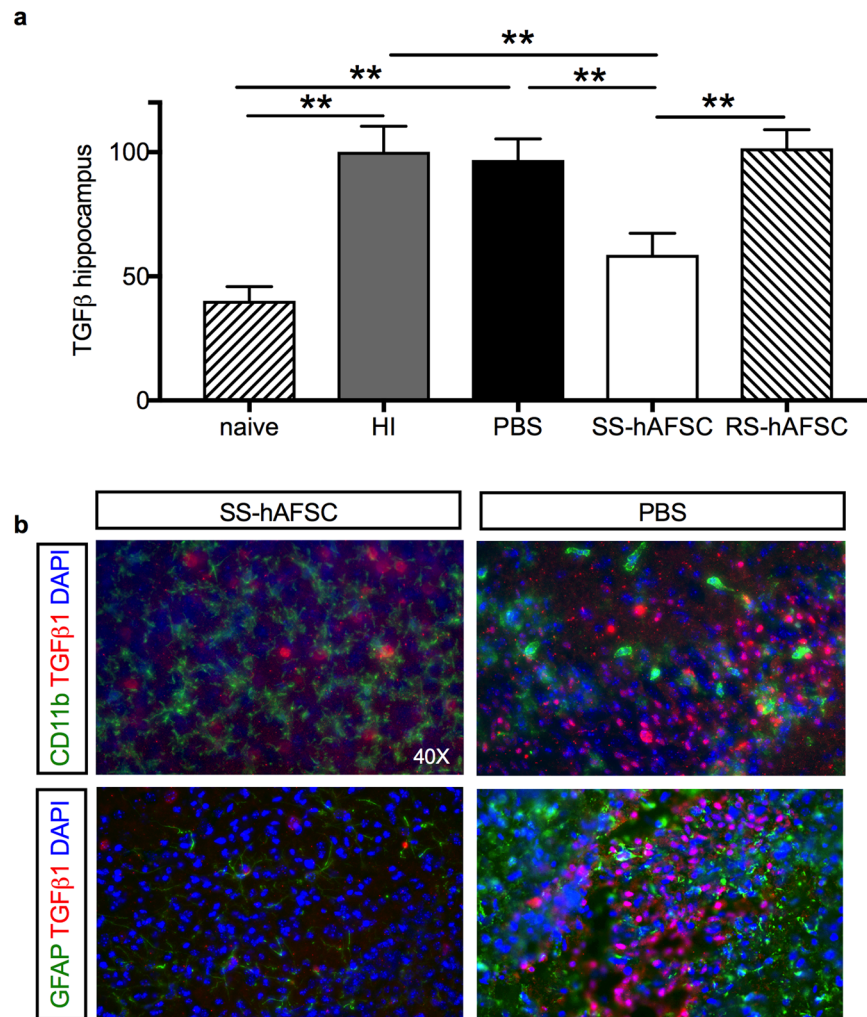 a
**
** **
** **
TGFβ hippocampus
100
50
0
naive HI PBS SS-hAFSC RS-hAFSC
b
SS-hAFSC PBS
CD11b TGFβ1 DAPI
40X
GFAP TGFβ1 DAPI